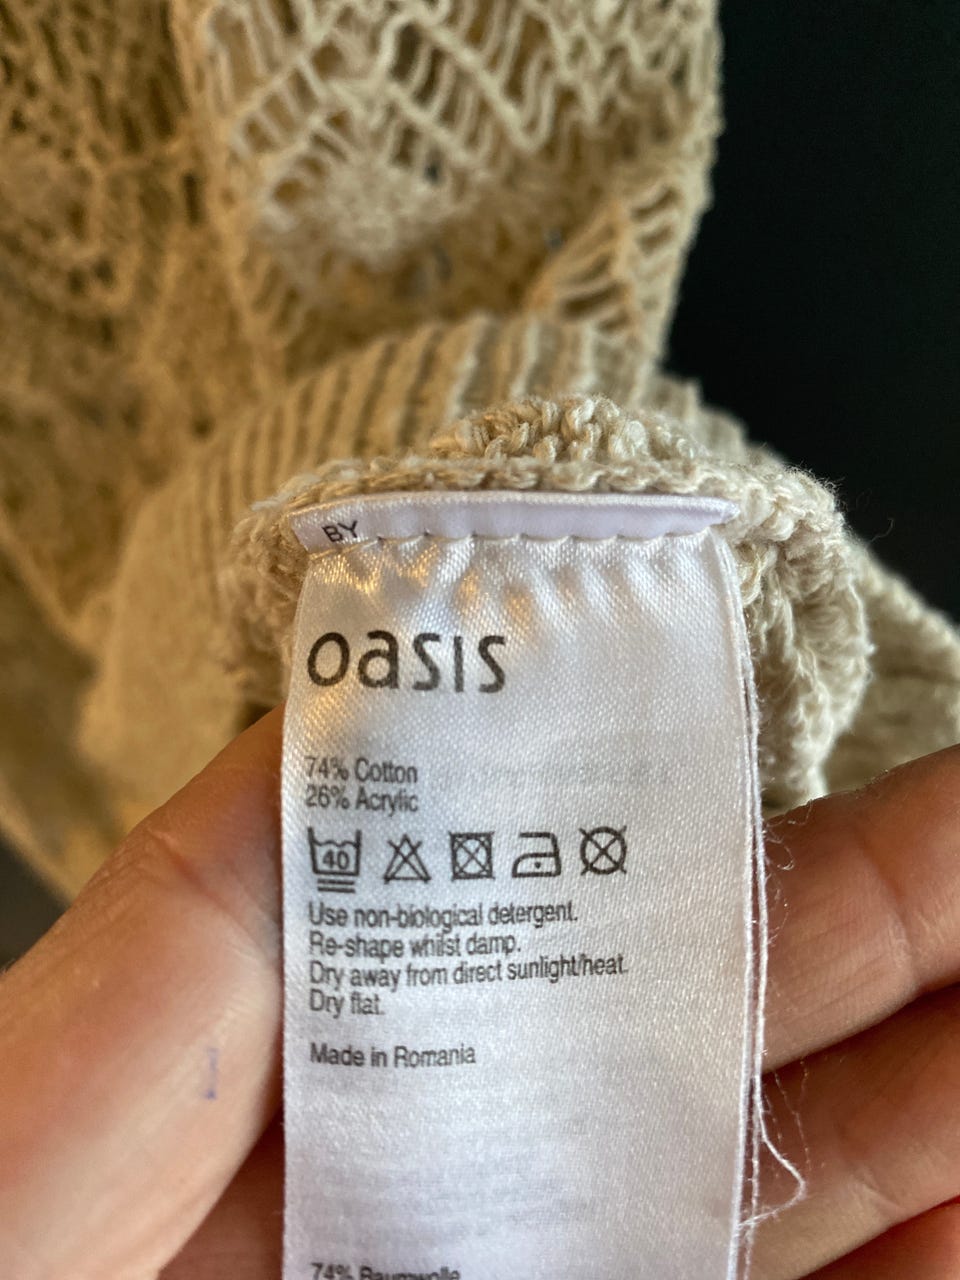 BY
oasis
74% Cotton
26% Acrylic
40
Use non-biological detergent.
Re-shape whilst damp.
Dry away from direct sunlight/heat.
Dry flat.
Made in Romania
74% Baumwolle